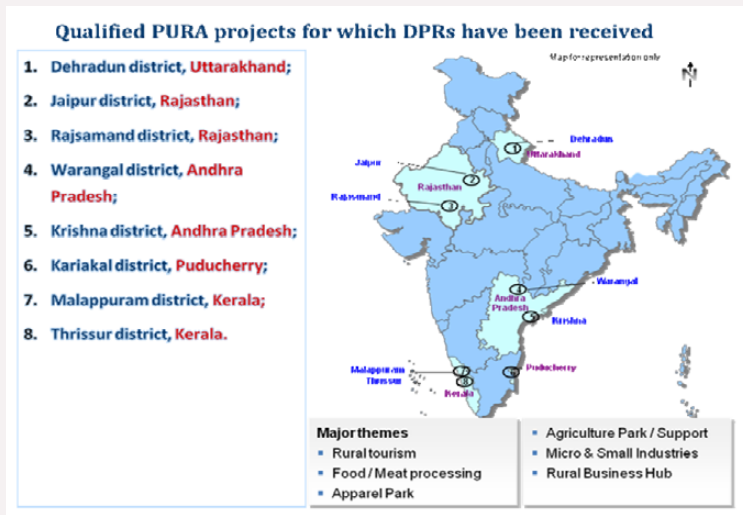 Qualified PURA projects for which DPRs have been received
1. Dehradun district, Uttarakhand;
2. Jaipur district, Rajasthan;
3. Rajsamand district, Rajasthan;
4. Warangal district, Andhra
Pradesh;
5. Krishna district, Andhra Pradesh;
6. Kariakal district, Puducherry;
7. Malappuram district, Kerala;
8. Thrissur district, Kerala.
Map for representation only
N
Dehradun
1
Uttarakhand
Jaipur
2
Rajasthan
Rajsamand
3
Warangal
4
Andhra
Pradesh
5
Krishna
Malappuram
7
6
Puducherry
Thrissur
8
Kerala
Major themes
▪ Rural tourism
▪ Food / Meat processing
▪ Apparel Park
▪ Agriculture Park / Support
▪ Micro & Small Industries
▪ Rural Business Hub